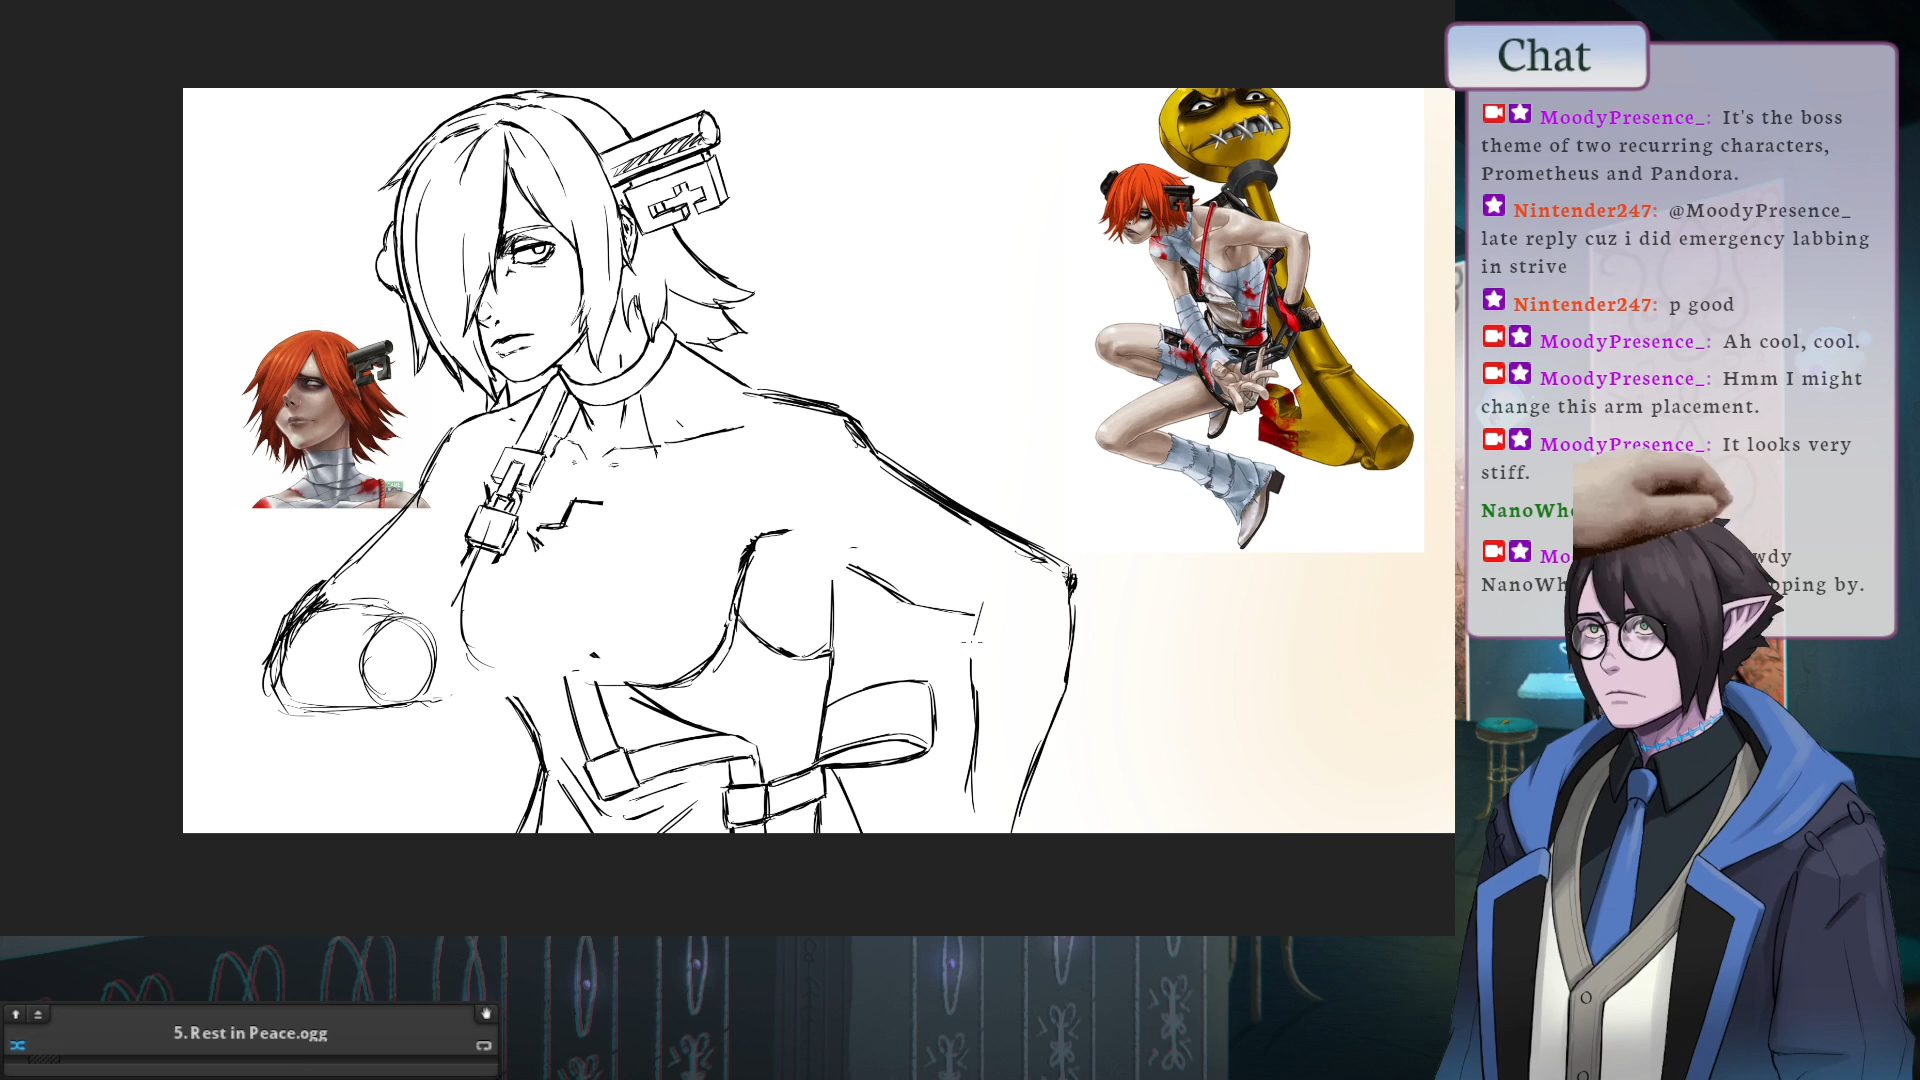 Chat
MoodyPresence_: It's the boss
theme of two recurring characters,
Prometheus and Pandora.
Nintender247: @MoodyPresence_
late reply cuz i did emergency labbing
in strive
Nintender247: p good
MoodyPresence_: Ah cool, cool.
MoodyPresence_: Hmm I might
change this arm placement.
MoodyPresence_: It looks very
stiff.
5. Rest in Peace.ogg